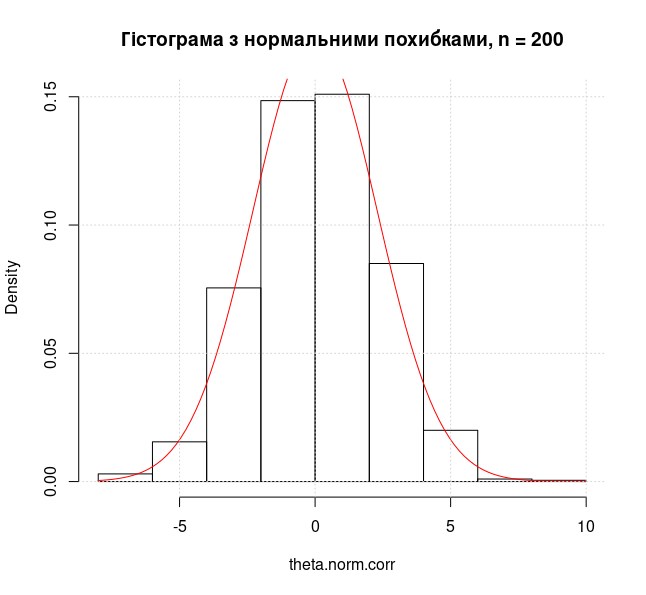 Гістограма з нормальними похибками, n = 200
Density
0.15
0.10
0.05
0.00
-5 0 5 10
theta.norm.corr